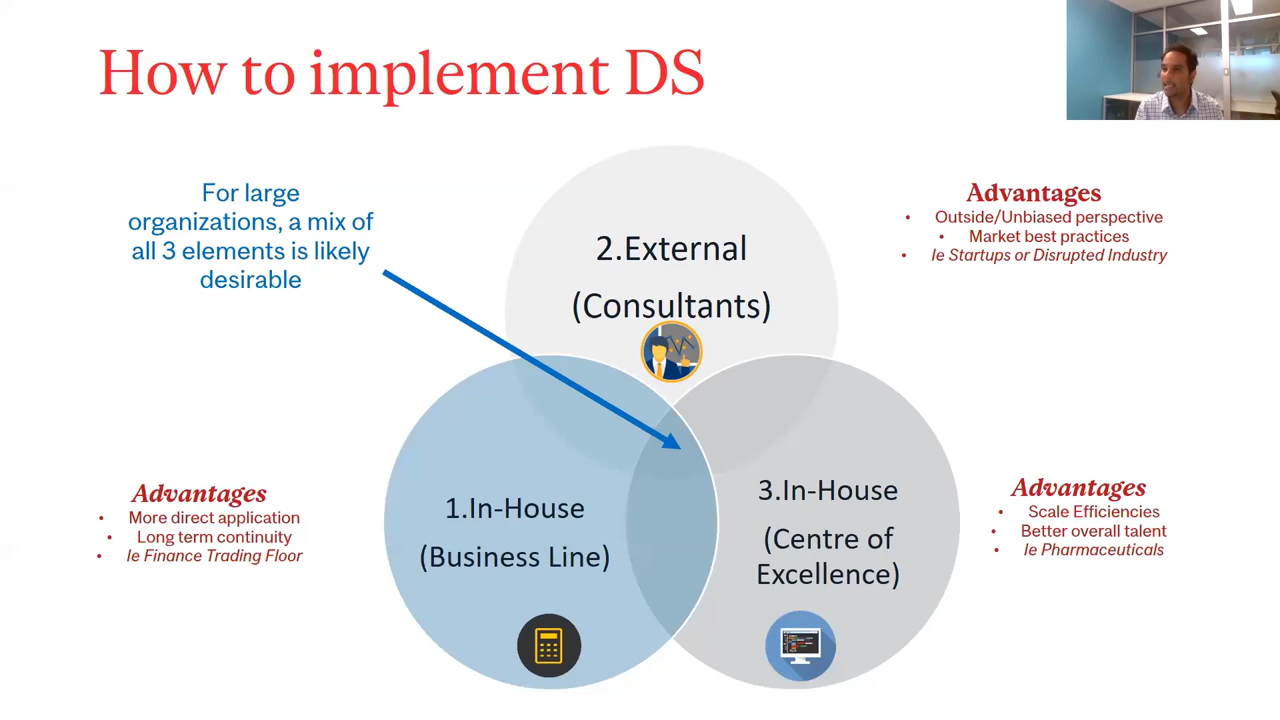 How to implement DS
For large
organizations, a mix of
all 3 elements is likely
desirable
2.External
(Consultants)
Advantages
• Outside/Unbiased perspective
• Market best practices
• Ie Startups or Disrupted Industry
Advantages
• More direct application
• Long term continuity
• Ie Finance Trading Floor
1.In-House
(Business Line)
3.In-House
(Centre of
Excellence)
Advantages
• Scale Efficiencies
• Better overall talent
• Ie Pharmaceuticals